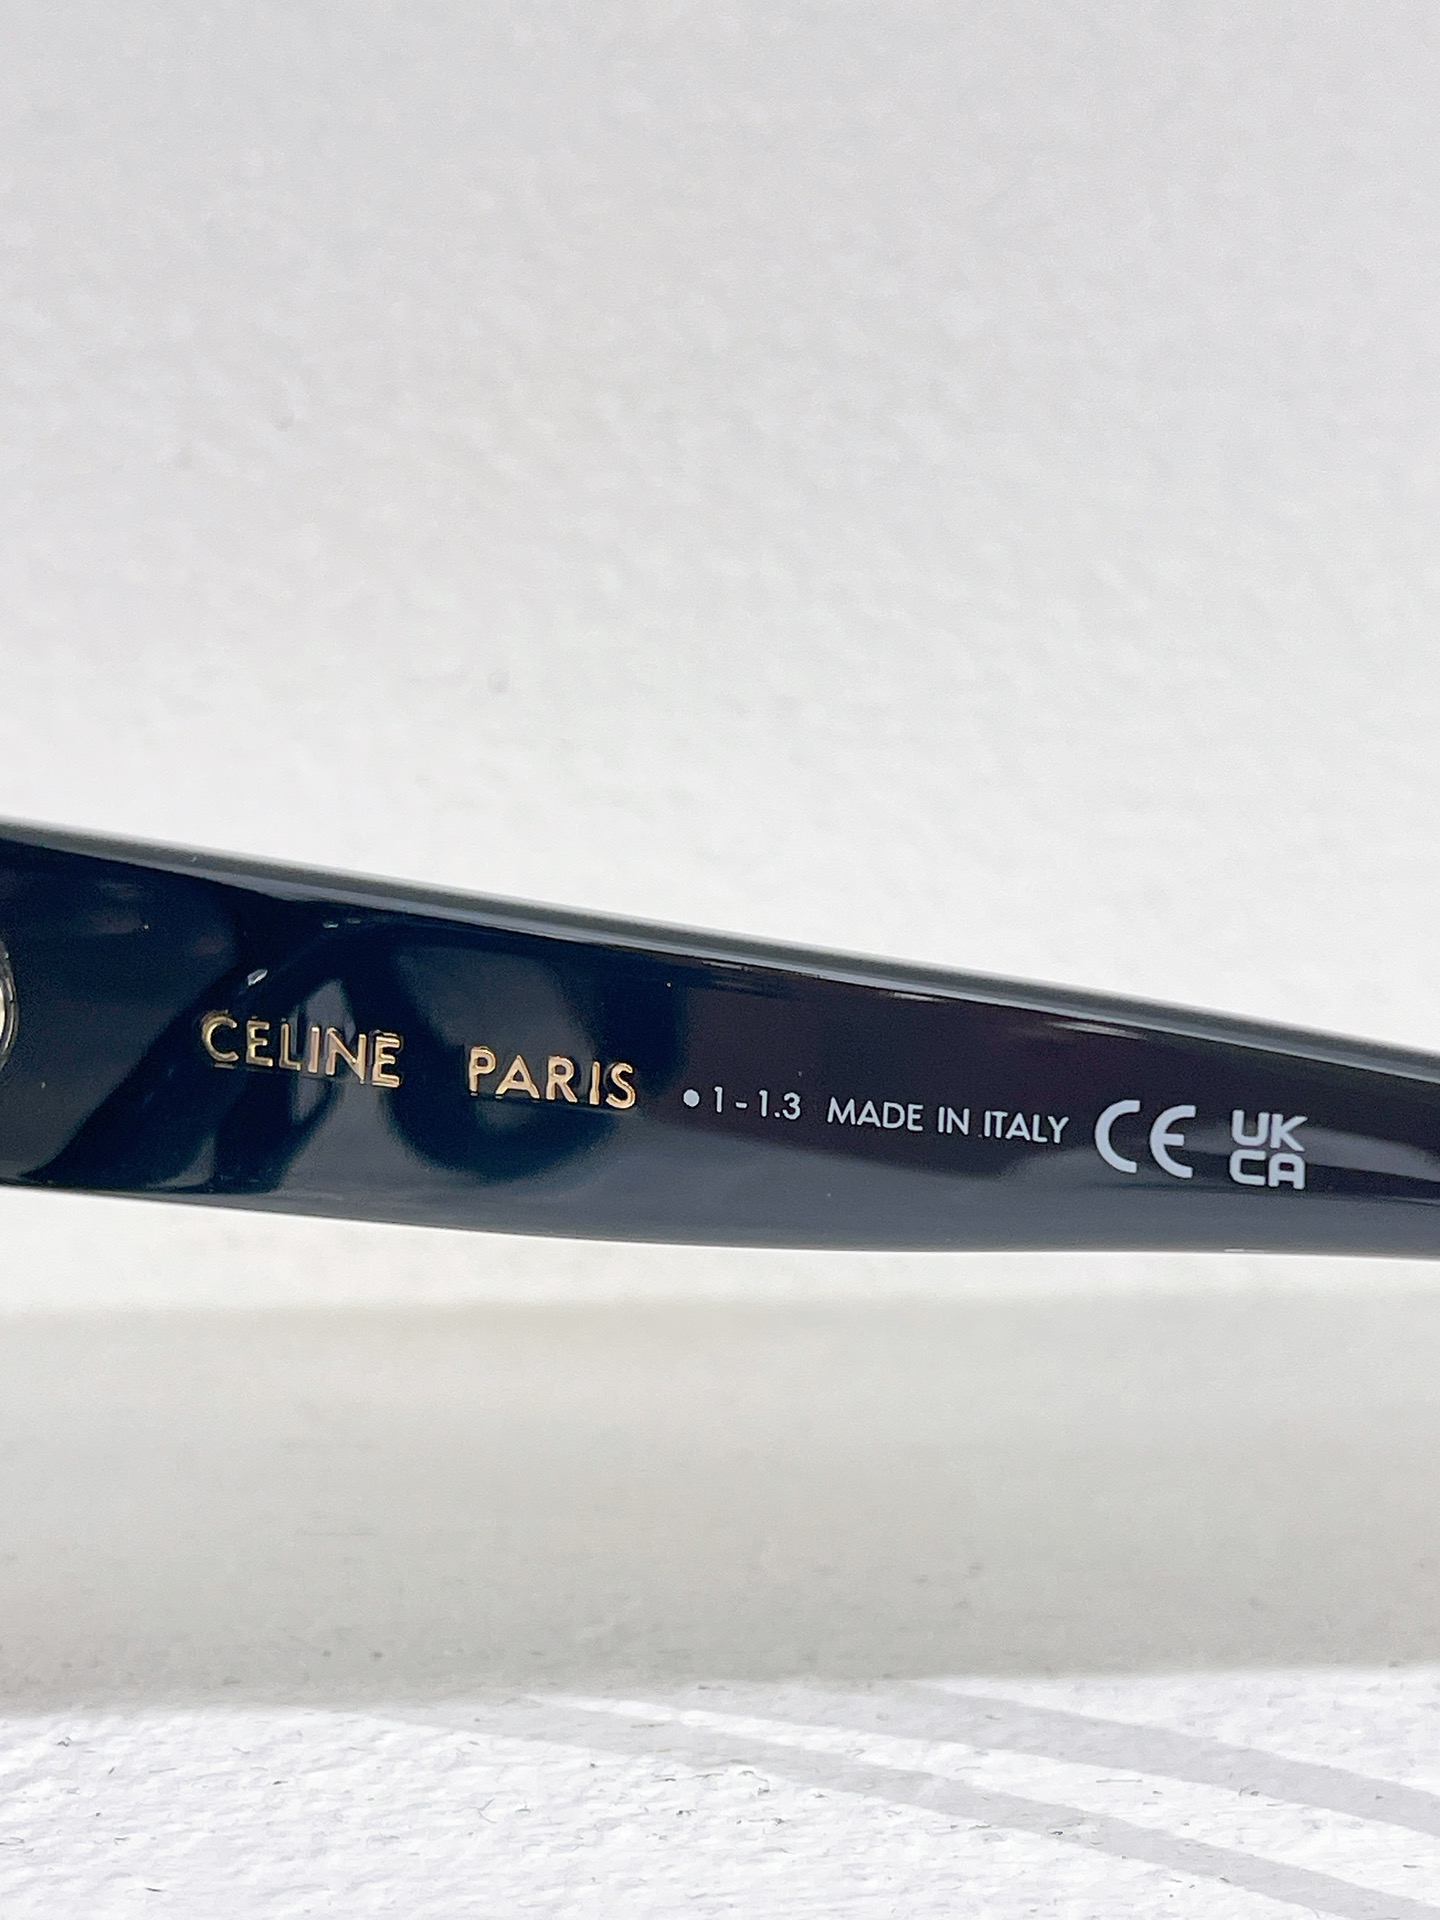 CELINE PARIS •1-1.3 MADE IN ITALY CE UK
CA